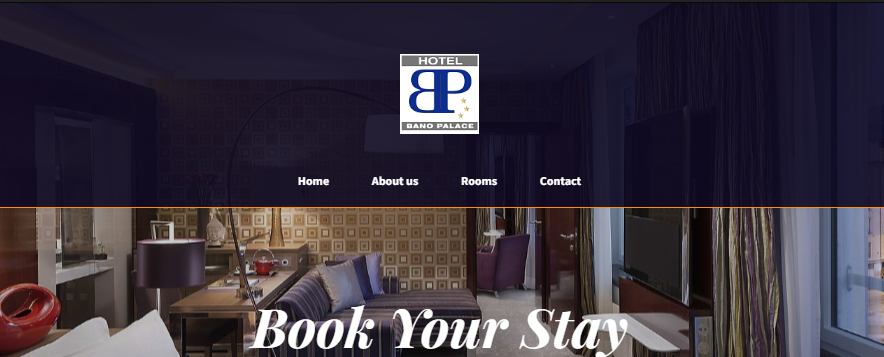 HOTEL
BP
BANO PALACE
Home About us Rooms Contact
Book Your Stay